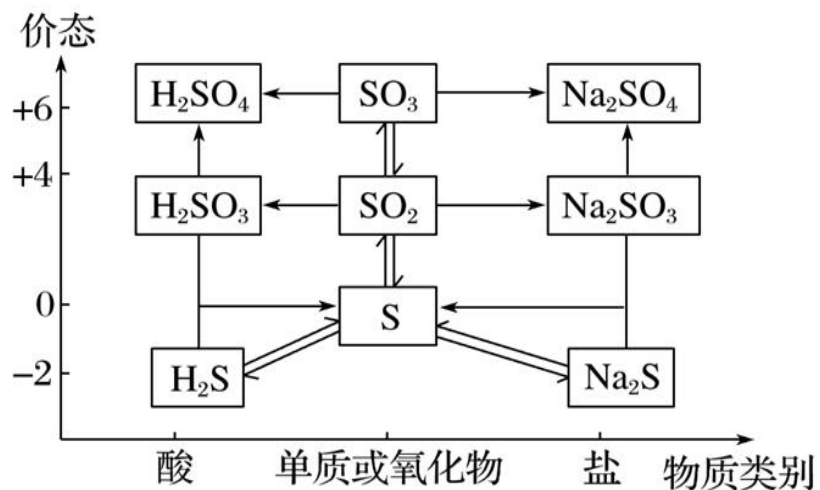 价态
+6 H₂SO₄ SO₃ Na₂SO₄
+4 H₂SO₃ SO₂ Na₂SO₃
0 S
−2 H₂S Na₂S
酸 单质或氧化物 盐 物质类别